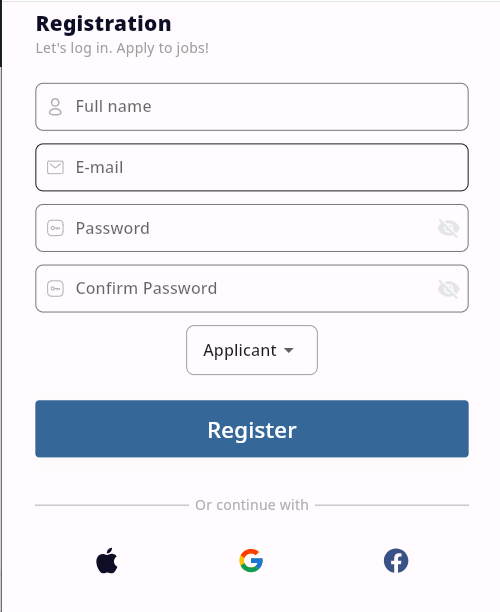 Registration
Let's log in. Apply to jobs!
Full name
E-mail
Password
Confirm Password
Applicant
Register
Or continue with